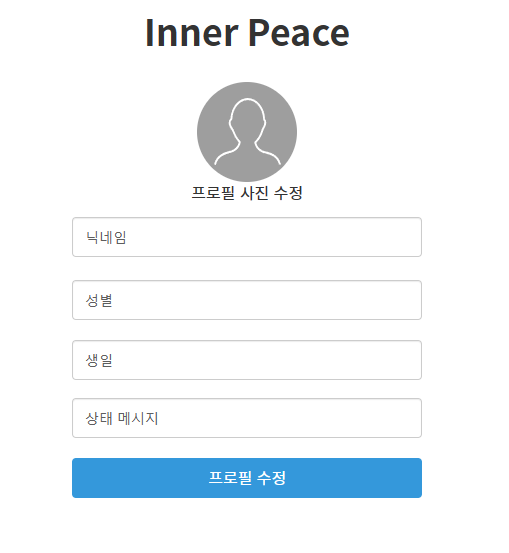 Inner Peace
프로필 사진 수정
닉네임
성별
생일
상태 메시지
프로필 수정